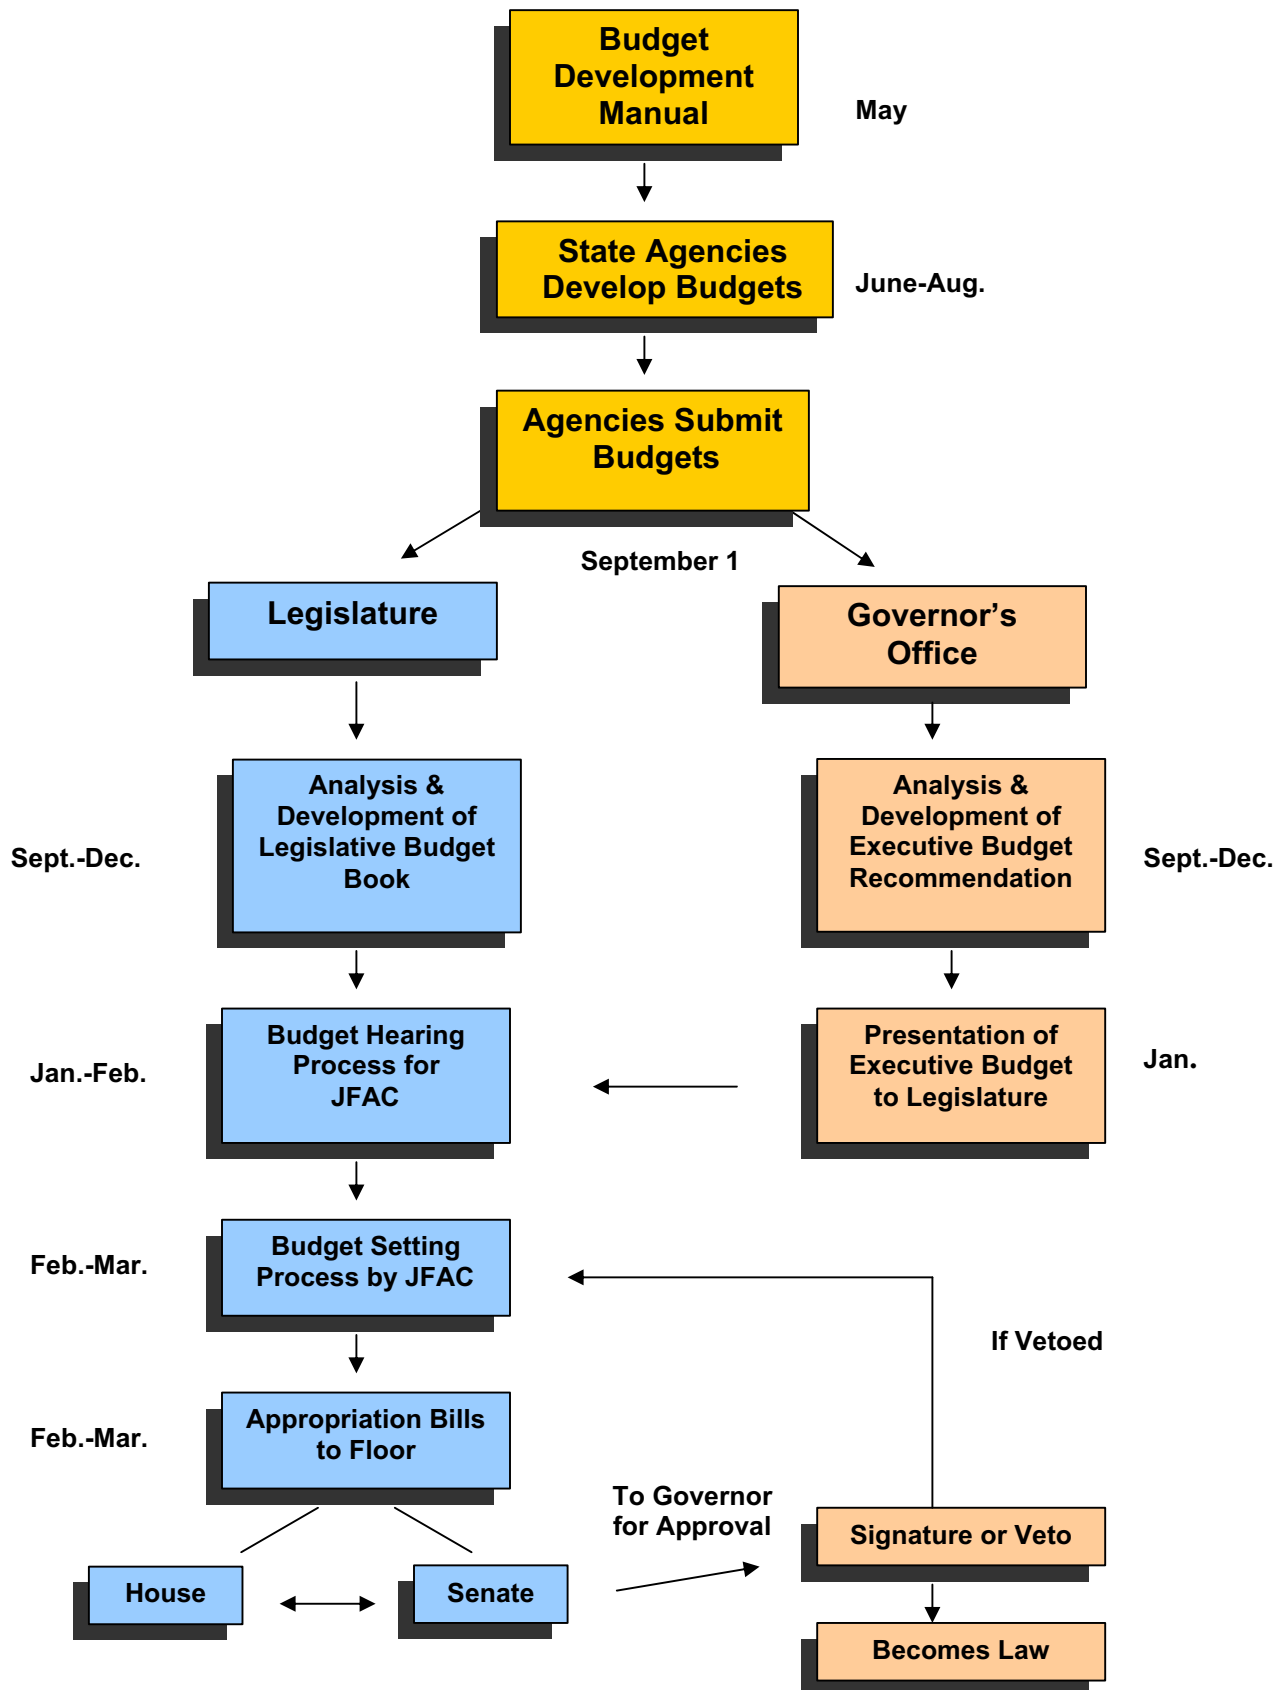 Budget
Development
Manual
May
State Agencies
Develop Budgets
June-Aug.
Agencies Submit
Budgets
September 1
Legislature
Governor’s
Office
Analysis &
Development of
Legislative Budget
Book
Sept.-Dec.
Analysis &
Development of
Executive Budget
Recommendation
Sept.-Dec.
Budget Hearing
Process for
JFAC
Jan.-Feb.
Presentation of
Executive Budget
to Legislature
Jan.
Budget Setting
Process by JFAC
Feb.-Mar.
If Vetoed
Appropriation Bills
to Floor
Feb.-Mar.
To Governor
for Approval
Signature or Veto
House
Senate
Becomes Law